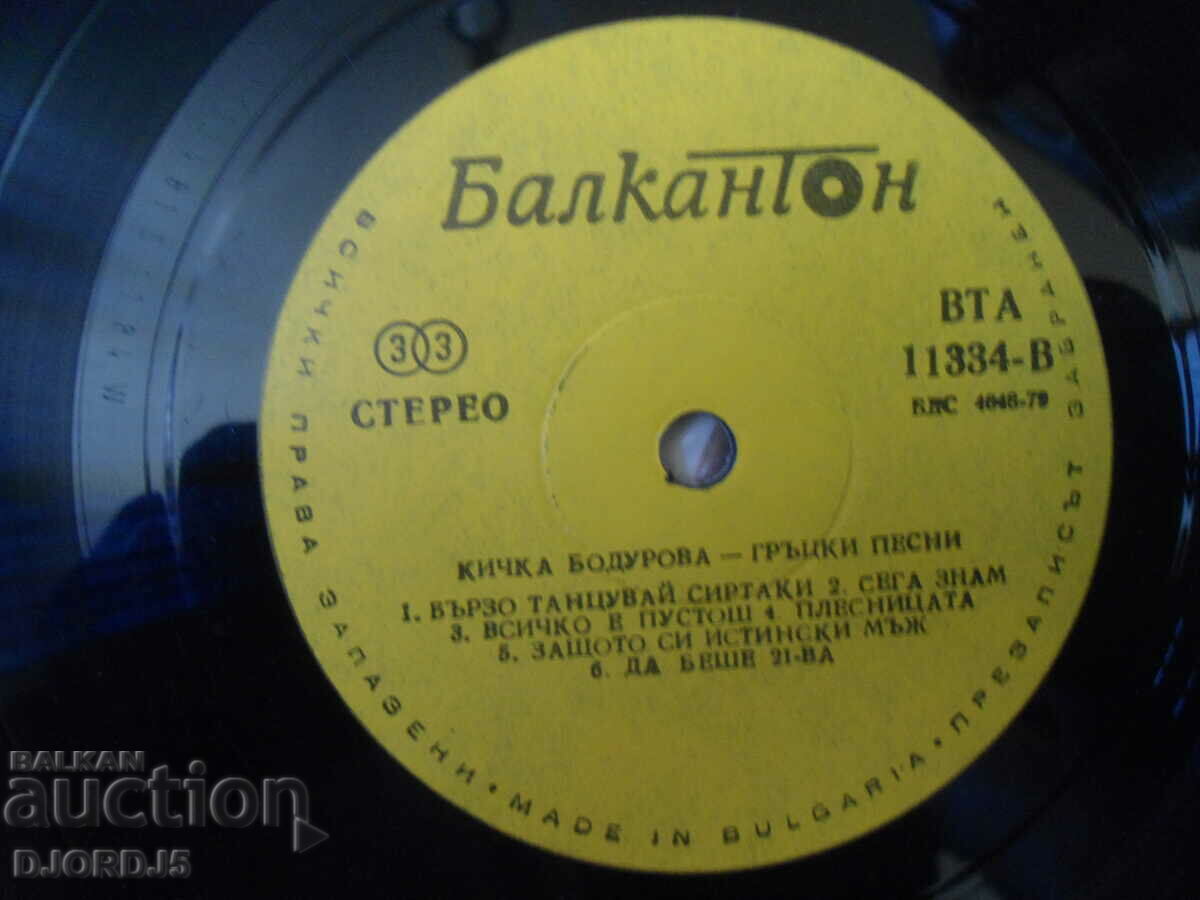 Балкантон
33
СТЕРЕО
ВТА
11334-В
БДС 4046-79
КИЧКА БОДУРОВА — ГРЪЦКИ ПЕСНИ
1. БЪРЗО ТАНЦУВАЙ СИРТАКИ 2. СЕГА ЗНАМ
3. ВСИЧКО Е ПУСТОШ 4. ПЛЕСНИЦАТА
5. ЗАЩОТО СИ ИСТИНСКИ МЪЖ
6. ДА БЕШЕ 21-ВА
ВСИЧКИ ПРАВА ЗАПАЗЕНИ • MADE IN BULGARIA • ПРЕЗАПИСЪТ ЗАБРАНЕН
BALKAN
auction
DJORDJ5